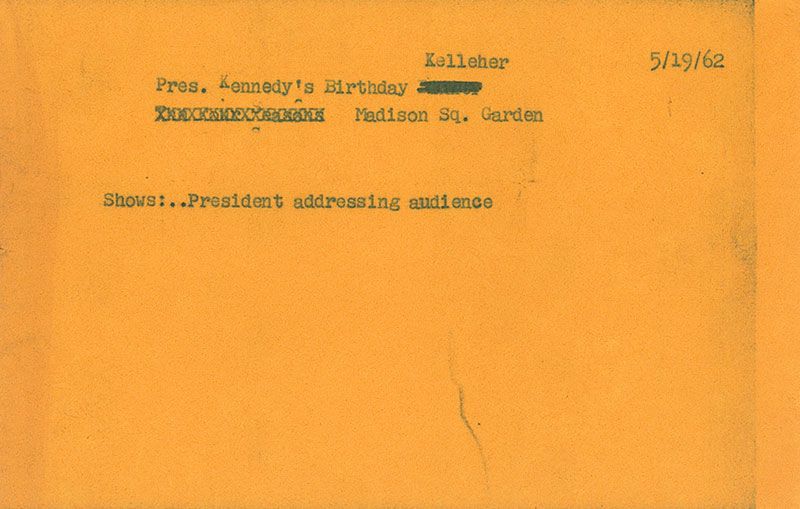 Kelleher 5/19/62
Pres. Kennedy's Birthday
Madison Sq. Garden
Shows:..President addressing audience